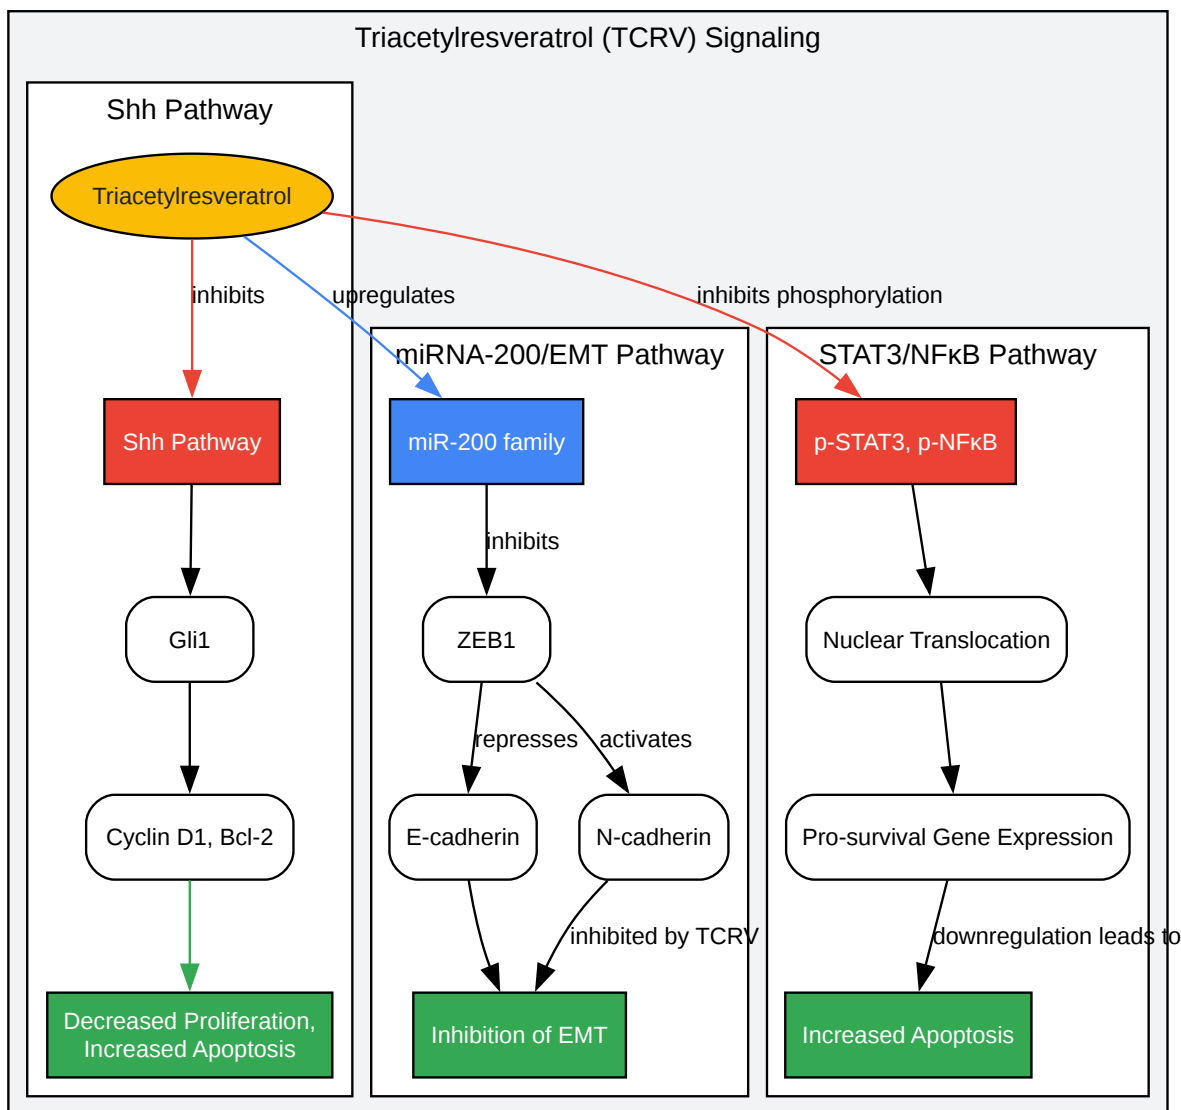 Triacetylresveratrol (TCRV) Signaling
Shh Pathway
Triacetylresveratrol
inhibits
upregulates
inhibits phosphorylation
miRNA-200/EMT Pathway
STAT3/NFκB Pathway
Shh Pathway
miR-200 family
p-STAT3, p-NFκB
inhibits
Gli1
ZEB1
Nuclear Translocation
represses
activates
Cyclin D1, Bcl-2
E-cadherin
N-cadherin
Pro-survival Gene Expression
inhibited by TCRV
downregulation leads to
Decreased Proliferation,
Increased Apoptosis
Inhibition of EMT
Increased Apoptosis